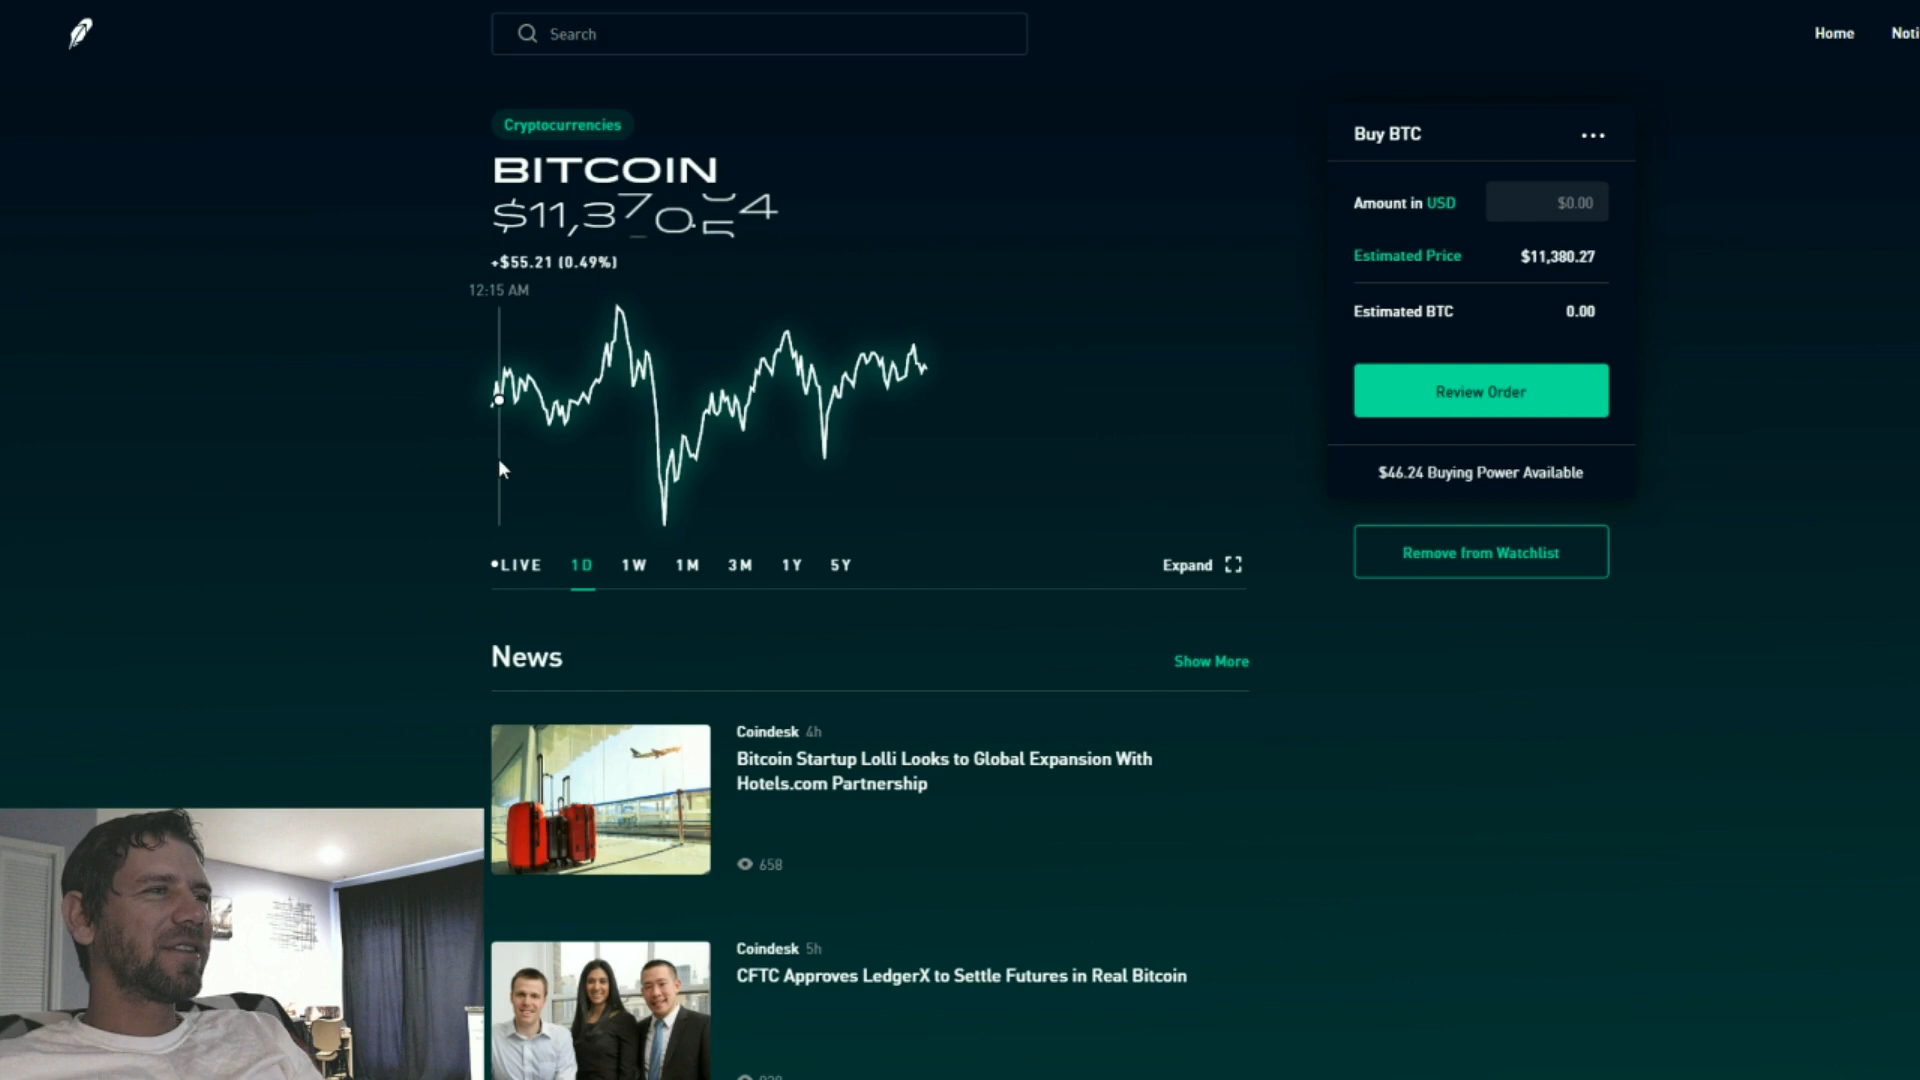 Search
Home
Noti
Cryptocurrencies
BITCOIN
+$55.21 (0.49%)
12:15 AM
LIVE 1D 1W 1M 3M 1Y 5Y
Expand
News
Show More
Coindesk 4h
Bitcoin Startup Lolli Looks to Global Expansion With
Hotels.com Partnership
658
Coindesk 5h
CFTC Approves LedgerX to Settle Futures in Real Bitcoin
Buy BTC
Amount in USD $0.00
Estimated Price $11,380.27
Estimated BTC 0.00
Review Order
$46.24 Buying Power Available
Remove from Watchlist